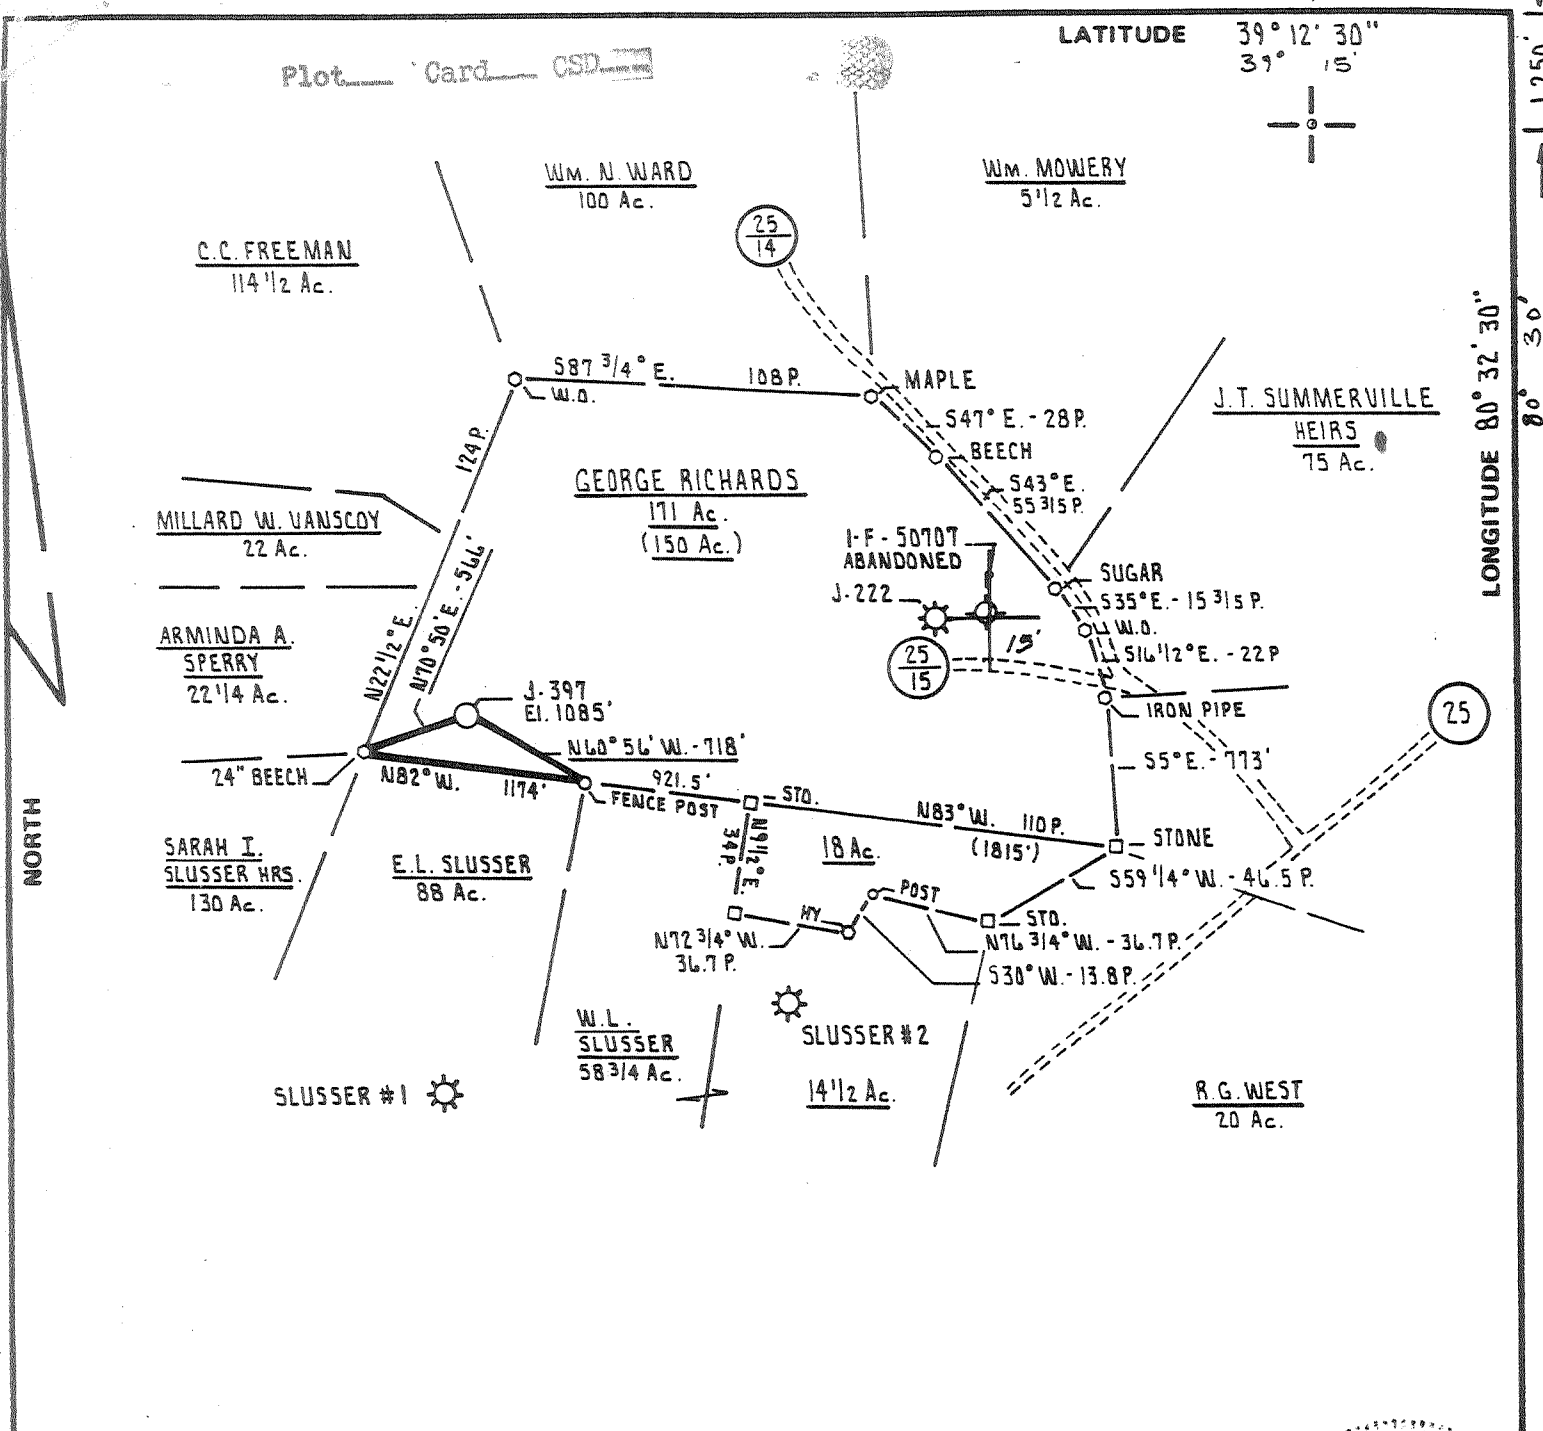 LATITUDE 39° 12' 30"
39° 15'
Plot Card CSD
1250'
WM. N. WARD
100 Ac.
WM. MOWERY
5 1/2 Ac.
25
14
C.C. FREEMAN
114 1/2 Ac.
LONGITUDE 80° 32' 30"
80° 30'
S87 3/4° E. 108 P.
W.O.
MAPLE
J.T. SUMMERVILLE
HEIRS
75 Ac.
S47° E. - 28 P.
BEECH
124 P.
N22 1/2° E.
GEORGE RICHARDS
171 Ac.
(150 Ac.)
S43° E.
55 3/5 P.
MILLARD W. VANSCOY
22 Ac.
N70° 50' E. - 566'
1-F-50707
ABANDONED
J-222
15'
SUGAR
S35° E. - 15 3/5 P.
W.O.
S16 1/2° E. - 22 P
25
15
ARMINDA A.
SPERRY
22 1/4 Ac.
J-397
El. 1085'
IRON PIPE
25
N60° 56' W. - 718'
S5° E. - 773'
24" BEECH
N82° W. 1174'
921.5'
FENCE POST
STO.
N83° W. 110 P.
(1815')
NORTH
N9 1/2° E.
34 P.
18 Ac.
STONE
SARAH I.
SLUSSER HRS.
130 Ac.
E.L. SLUSSER
88 Ac.
S59 1/4° W. - 46.5 P.
POST
HY
STO.
N72 3/4° W.
36.7 P.
N76 3/4° W. - 36.7 P.
S30° W. - 13.8 P.
W.L.
SLUSSER
58 3/4 Ac.
SLUSSER #2
SLUSSER #1
14 1/2 Ac.
R.G. WEST
20 Ac.